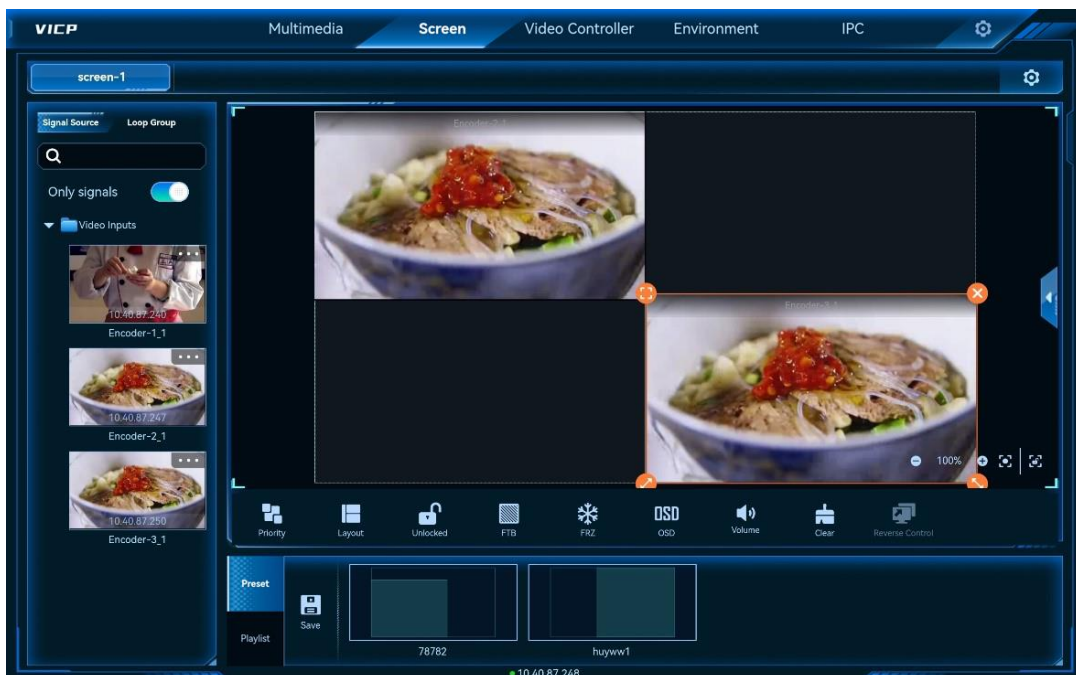 VICP
Multimedia
Screen
Video Controller
Environment
IPC
screen-1
Signal Source
Loop Group
Only signals
Video Inputs
10.40.87.240
Encoder-1_1
10.40.87.247
Encoder-2_1
10.40.87.250
Encoder-3_1
Encoder-2_1
Encoder-3_1
100%
Priority
Layout
Unlocked
FTB
FRZ
OSD
OSD
Volume
Clear
Reverse Control
Preset
Playlist
Save
78782
huyww1
10.40.87.248